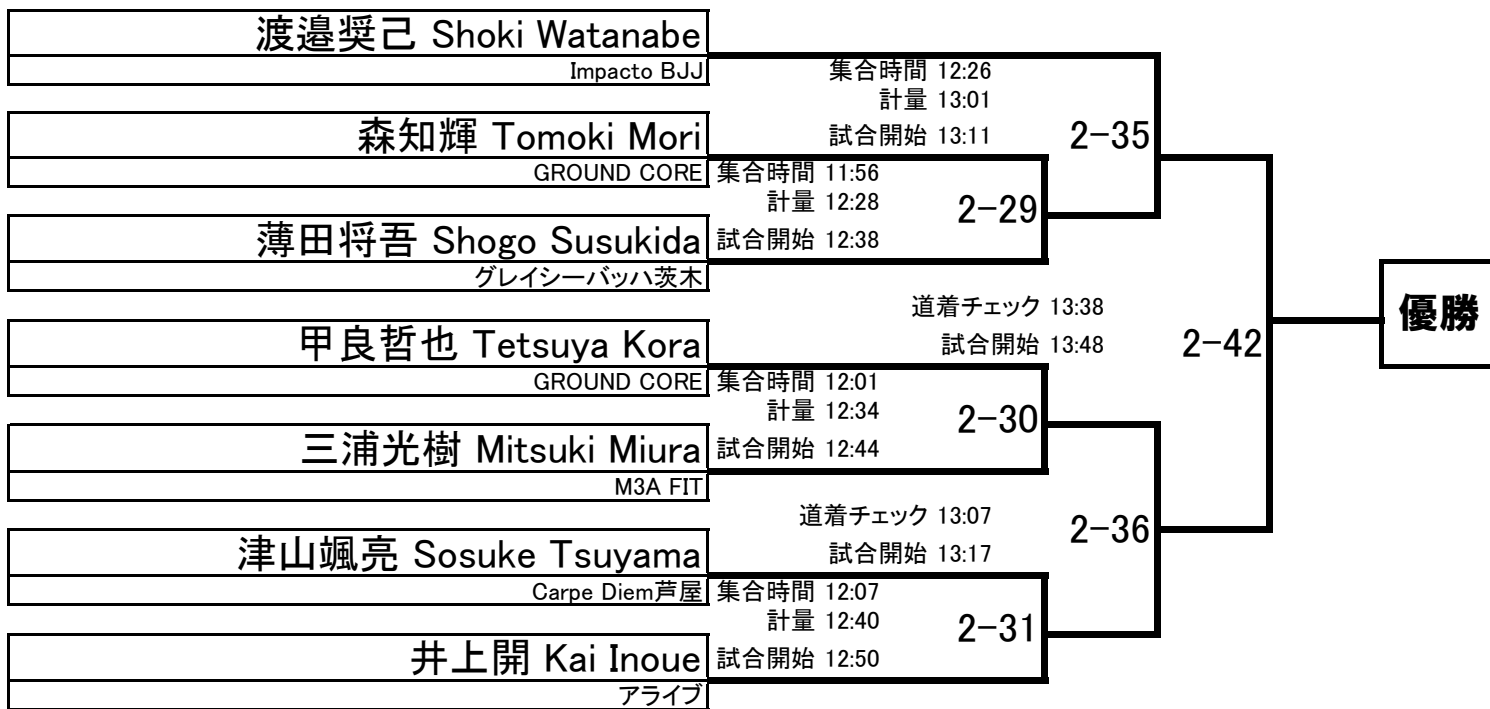 渡邉奨己 Shoki Watanabe
Impacto BJJ
集合時間 12:26
計量 13:01
試合開始 13:11
2-35
森知輝 Tomoki Mori
GROUND CORE
集合時間 11:56
計量 12:28
試合開始 12:38
2-29
薄田将吾 Shogo Susukida
グレイシーバッハ茨木
道着チェック 13:38
試合開始 13:48
2-42
優勝
甲良哲也 Tetsuya Kora
GROUND CORE
集合時間 12:01
計量 12:34
試合開始 12:44
2-30
三浦光樹 Mitsuki Miura
M3A FIT
道着チェック 13:07
試合開始 13:17
2-36
津山颯亮 Sosuke Tsuyama
Carpe Diem芦屋
集合時間 12:07
計量 12:40
試合開始 12:50
2-31
井上開 Kai Inoue
アライブ